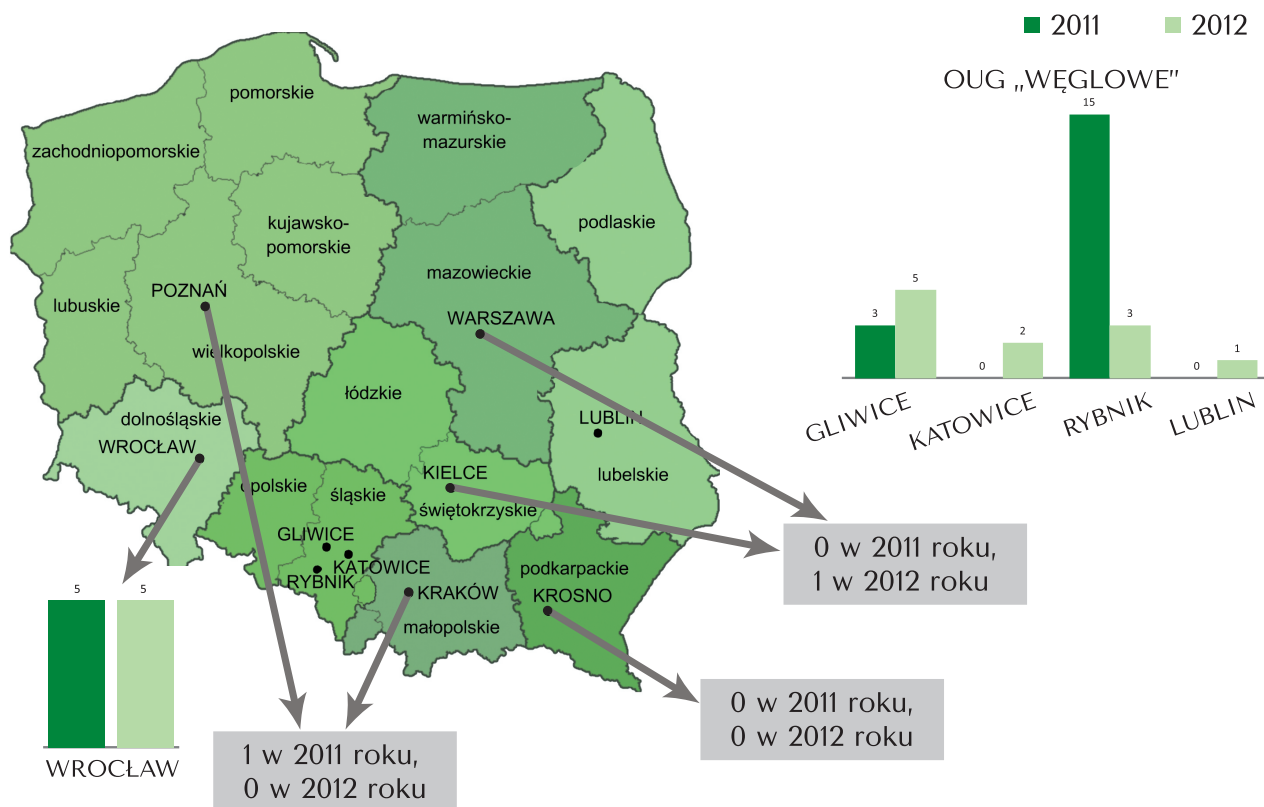 2011 2012
OUG „WĘGLOWE”
15
5
3
3
2
1
0
0
GLIWICE KATOWICE RYBNIK LUBLIN
pomorskie
warmińsko-
mazurskie
zachodniopomorskie
podlaskie
kujawsko-
pomorskie
mazowieckie
POZNAŃ
lubuskie
WARSZAWA
wielkopolskie
łódzkie
dolnośląskie
WROCŁAW
LUBLIN
lubelskie
KIELCE
opolskie
śląskie
świętokrzyskie
GLIWICE
KATOWICE
RYBNIK
podkarpackie
KROSNO
KRAKÓW
małopolskie
0 w 2011 roku,
1 w 2012 roku
5 5
WROCŁAW
0 w 2011 roku,
0 w 2012 roku
1 w 2011 roku,
0 w 2012 roku